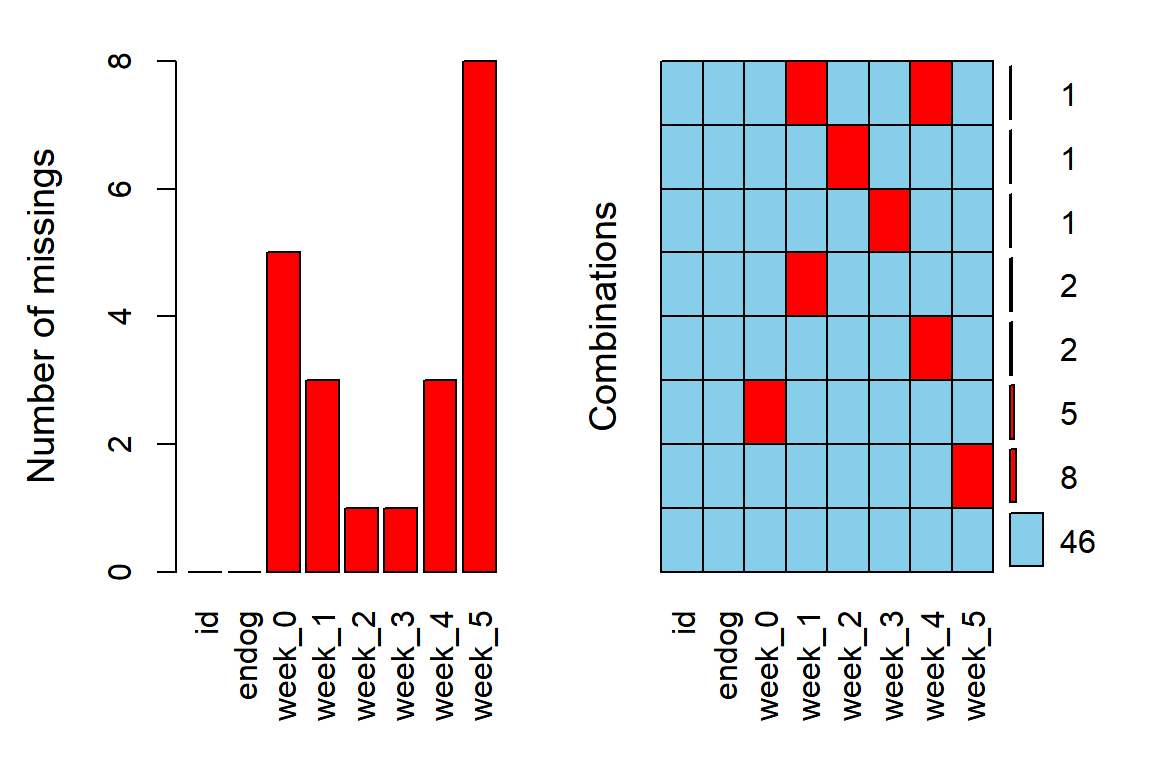 Number of missings
8
6
4
2
0
id
endog
week_0
week_1
week_2
week_3
week_4
week_5
Combinations
1
1
1
2
2
5
8
46
id
endog
week_0
week_1
week_2
week_3
week_4
week_5